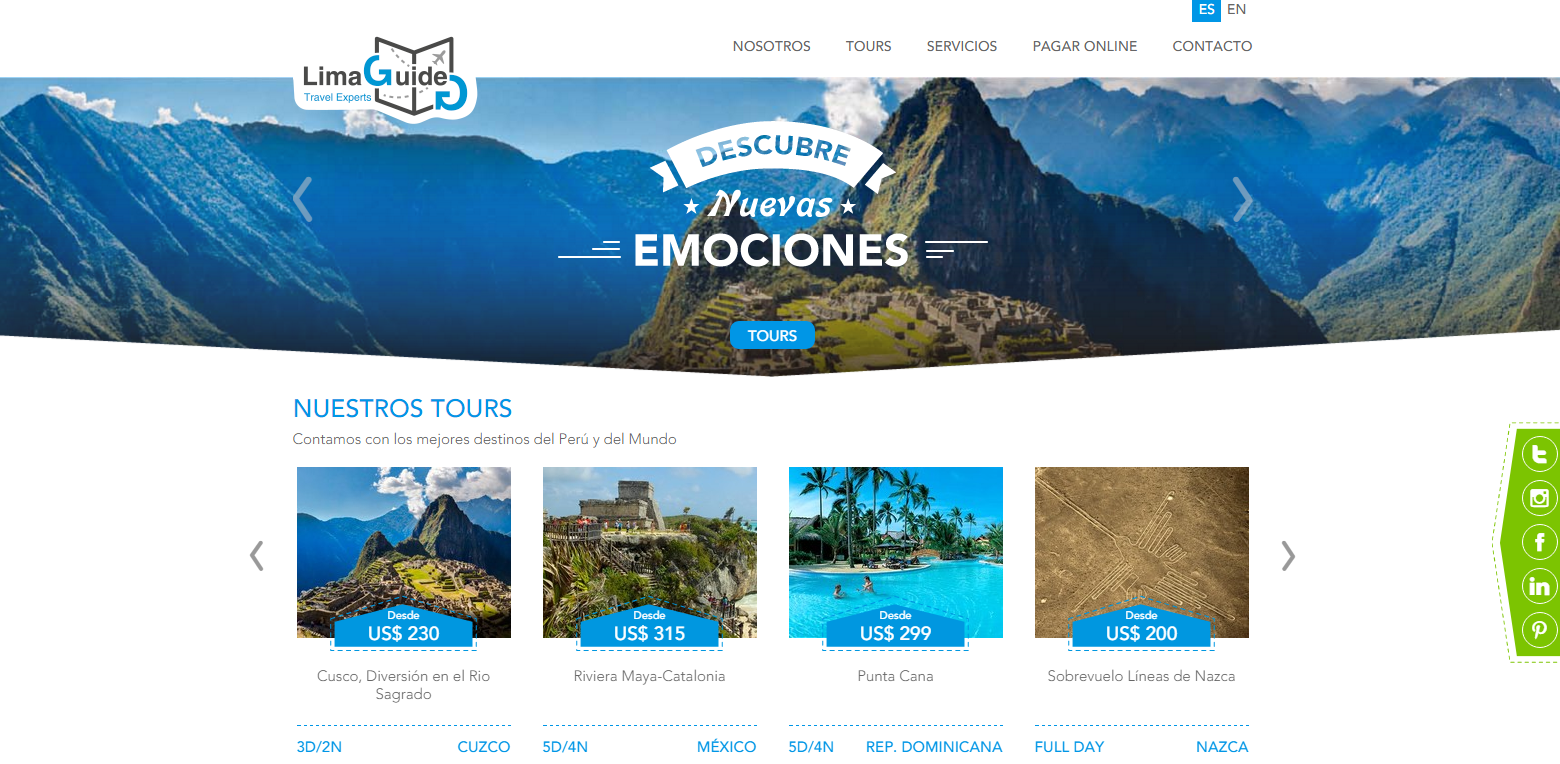 ES EN
LimaGuide
Travel Experts
NOSOTROS TOURS SERVICIOS PAGAR ONLINE CONTACTO
DESCUBRE
Nuevas
EMOCIONES
TOURS
NUESTROS TOURS
Contamos con los mejores destinos del Perú y del Mundo
Desde
US$ 230
Cusco, Diversión en el Rio
Sagrado
3D/2N CUZCO
Desde
US$ 315
Riviera Maya-Catalonia
5D/4N MÉXICO
Desde
US$ 299
Punta Cana
5D/4N REP. DOMINICANA
Desde
US$ 200
Sobrevuelo Líneas de Nazca
FULL DAY NAZCA